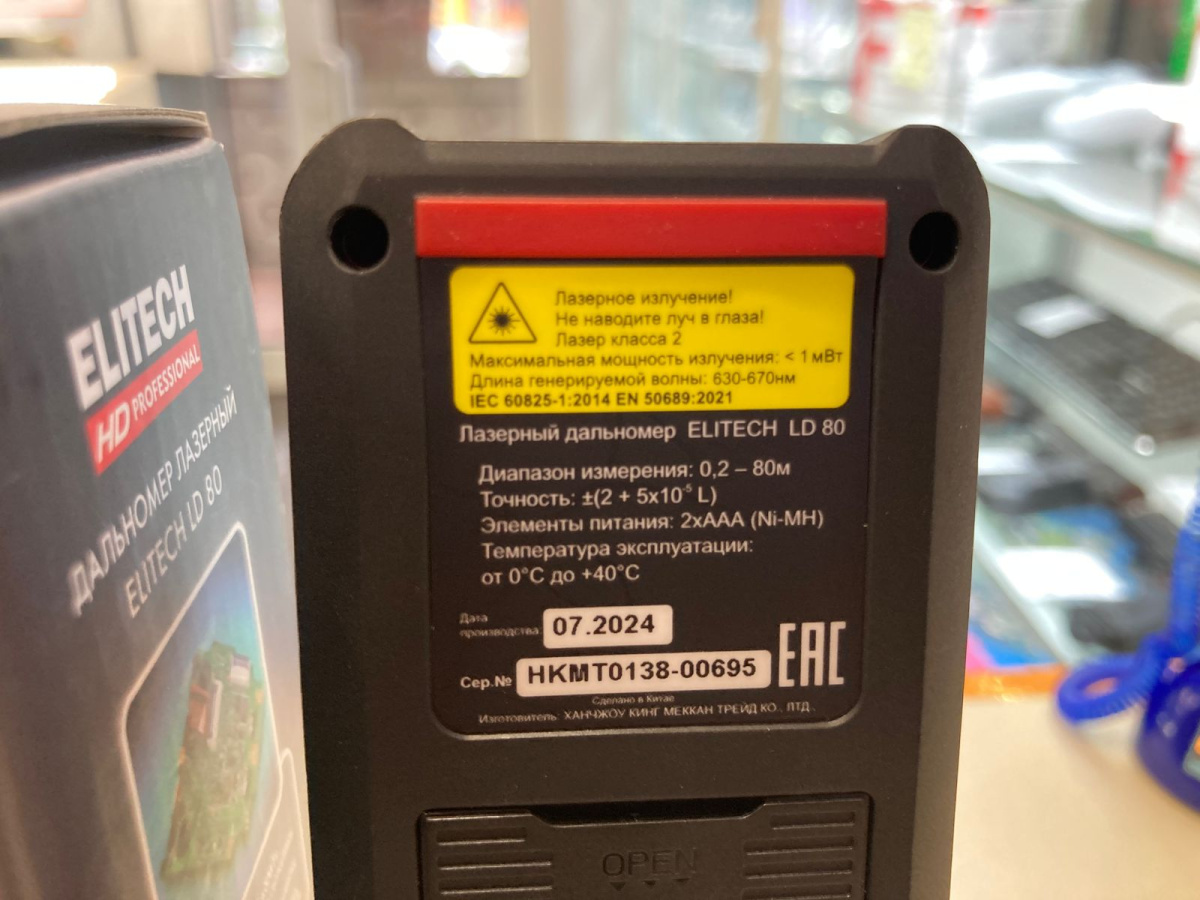 ELITECH
HD PROFESSIONAL
ДАЛЬНОМЕР ЛАЗЕРНЫЙ
ELITECH LD 80
Лазерное излучение!
Не наводите луч в глаза!
Лазер класса 2
Максимальная мощность излучения: < 1 мВт
Длина генерируемой волны: 630-670нм
IEC 60825-1:2014 EN 50689:2021
Лазерный дальномер ELITECH LD 80
Диапазон измерения: 0,2 – 80м
Точность: ±(2 + 5x10⁻⁵ L)
Элементы питания: 2xAAA (Ni-MH)
Температура эксплуатации:
от 0°C до +40°C
Дата
производства:
07.2024
Сер.№ HKMT0138-00695
EAC
Сделано в Китае
Изготовитель: ХАНЧЖОУ КИНГ МЕККАН ТРЕЙД КО., ЛТД.
OPEN